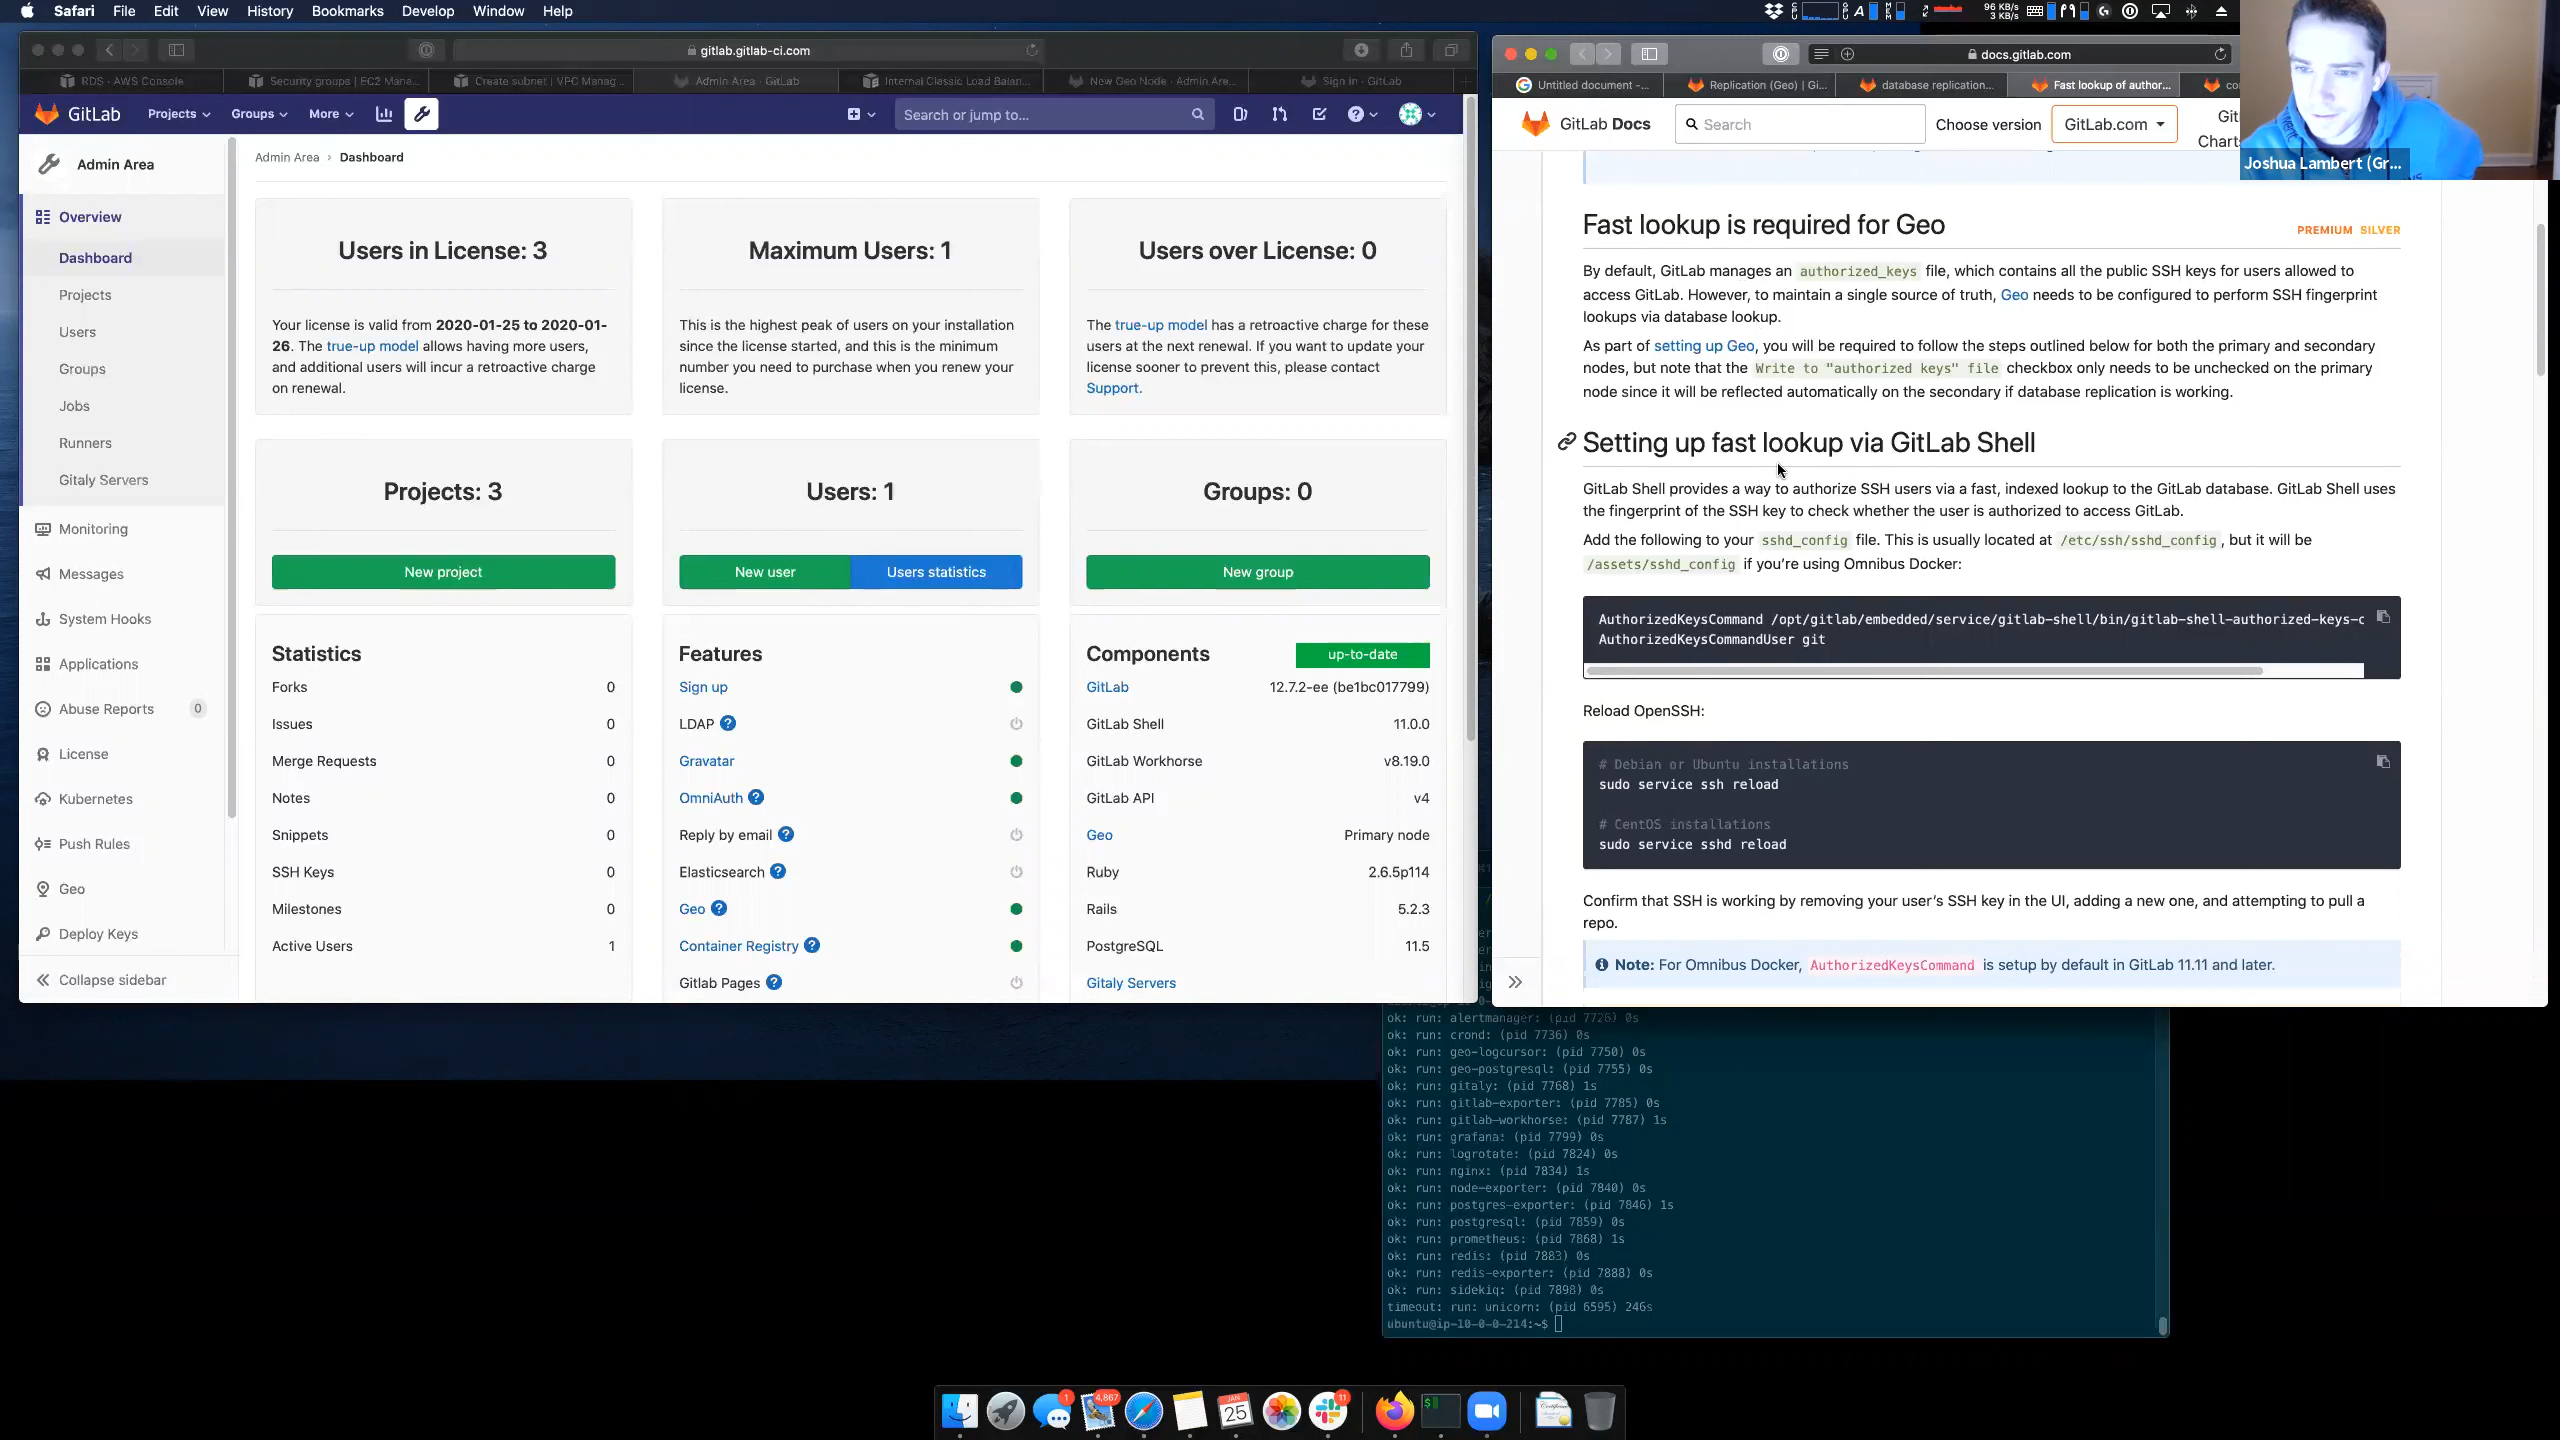 Safari File Edit View History Bookmarks Develop Window Help
96 KB/s
3 KB/s
gitlab.gitlab-ci.com
RDS · AWS Console
Security groups | EC2 Mana...
Create subnet | VPC Manag...
Admin Area · GitLab
Internal Classic Load Balan...
New Geo Node · Admin Are...
Sign in · GitLab
GitLab Projects Groups More Search or jump to...
Admin Area
Overview
Dashboard
Projects
Users
Groups
Jobs
Runners
Gitaly Servers
Monitoring
Messages
System Hooks
Applications
Abuse Reports 0
License
Kubernetes
Push Rules
Geo
Deploy Keys
Collapse sidebar
Admin Area › Dashboard
Users in License: 3
Your license is valid from 2020-01-25 to 2020-01-
26. The true-up model allows having more users,
and additional users will incur a retroactive charge
on renewal.
Maximum Users: 1
This is the highest peak of users on your installation
since the license started, and this is the minimum
number you need to purchase when you renew your
license.
Users over License: 0
The true-up model has a retroactive charge for these
users at the next renewal. If you want to update your
license sooner to prevent this, please contact
Support.
Projects: 3
New project
Users: 1
New user
Users statistics
Groups: 0
New group
Statistics
Forks 0
Issues 0
Merge Requests 0
Notes 0
Snippets 0
SSH Keys 0
Milestones 0
Active Users 1
Features
Sign up
LDAP
Gravatar
OmniAuth
Reply by email
Elasticsearch
Geo
Container Registry
Gitlab Pages
Components up-to-date
GitLab 12.7.2-ee (be1bc017799)
GitLab Shell 11.0.0
GitLab Workhorse v8.19.0
GitLab API v4
Geo Primary node
Ruby 2.6.5p114
Rails 5.2.3
PostgreSQL 11.5
Gitaly Servers
docs.gitlab.com
Untitled document -...
Replication (Geo) | Gi...
database replication...
Fast lookup of author...
GitLab Docs Search Choose version GitLab.com
Charts
Joshua Lambert (Gr...
Fast lookup is required for Geo PREMIUM SILVER
By default, GitLab manages an authorized_keys file, which contains all the public SSH keys for users allowed to
access GitLab. However, to maintain a single source of truth, Geo needs to be configured to perform SSH fingerprint
lookups via database lookup.
As part of setting up Geo, you will be required to follow the steps outlined below for both the primary and secondary
nodes, but note that the Write to "authorized keys" file checkbox only needs to be unchecked on the primary
node since it will be reflected automatically on the secondary if database replication is working.
Setting up fast lookup via GitLab Shell
GitLab Shell provides a way to authorize SSH users via a fast, indexed lookup to the GitLab database. GitLab Shell uses
the fingerprint of the SSH key to check whether the user is authorized to access GitLab.
Add the following to your sshd_config file. This is usually located at /etc/ssh/sshd_config, but it will be
/assets/sshd_config if you're using Omnibus Docker:
AuthorizedKeysCommand /opt/gitlab/embedded/service/gitlab-shell/bin/gitlab-shell-authorized-keys-c
AuthorizedKeysCommandUser git
Reload OpenSSH:
# Debian or Ubuntu installations
sudo service ssh reload
# CentOS installations
sudo service sshd reload
Confirm that SSH is working by removing your user's SSH key in the UI, adding a new one, and attempting to pull a
repo.
Note: For Omnibus Docker, AuthorizedKeysCommand is setup by default in GitLab 11.11 and later.
ok: run: alertmanager: (pid 7726) 0s
ok: run: crond: (pid 7736) 0s
ok: run: geo-logcursor: (pid 7750) 0s
ok: run: geo-postgresql: (pid 7755) 0s
ok: run: gitaly: (pid 7768) 1s
ok: run: gitlab-exporter: (pid 7785) 0s
ok: run: gitlab-workhorse: (pid 7787) 1s
ok: run: grafana: (pid 7799) 0s
ok: run: logrotate: (pid 7824) 0s
ok: run: nginx: (pid 7834) 1s
ok: run: node-exporter: (pid 7840) 0s
ok: run: postgres-exporter: (pid 7846) 1s
ok: run: postgresql: (pid 7859) 0s
ok: run: prometheus: (pid 7868) 1s
ok: run: redis: (pid 7883) 0s
ok: run: redis-exporter: (pid 7888) 0s
ok: run: sidekiq: (pid 7898) 0s
timeout: run: unicorn: (pid 6595) 246s
ubuntu@ip-10-0-0-214:~$
1
4,867
JAN
25
11